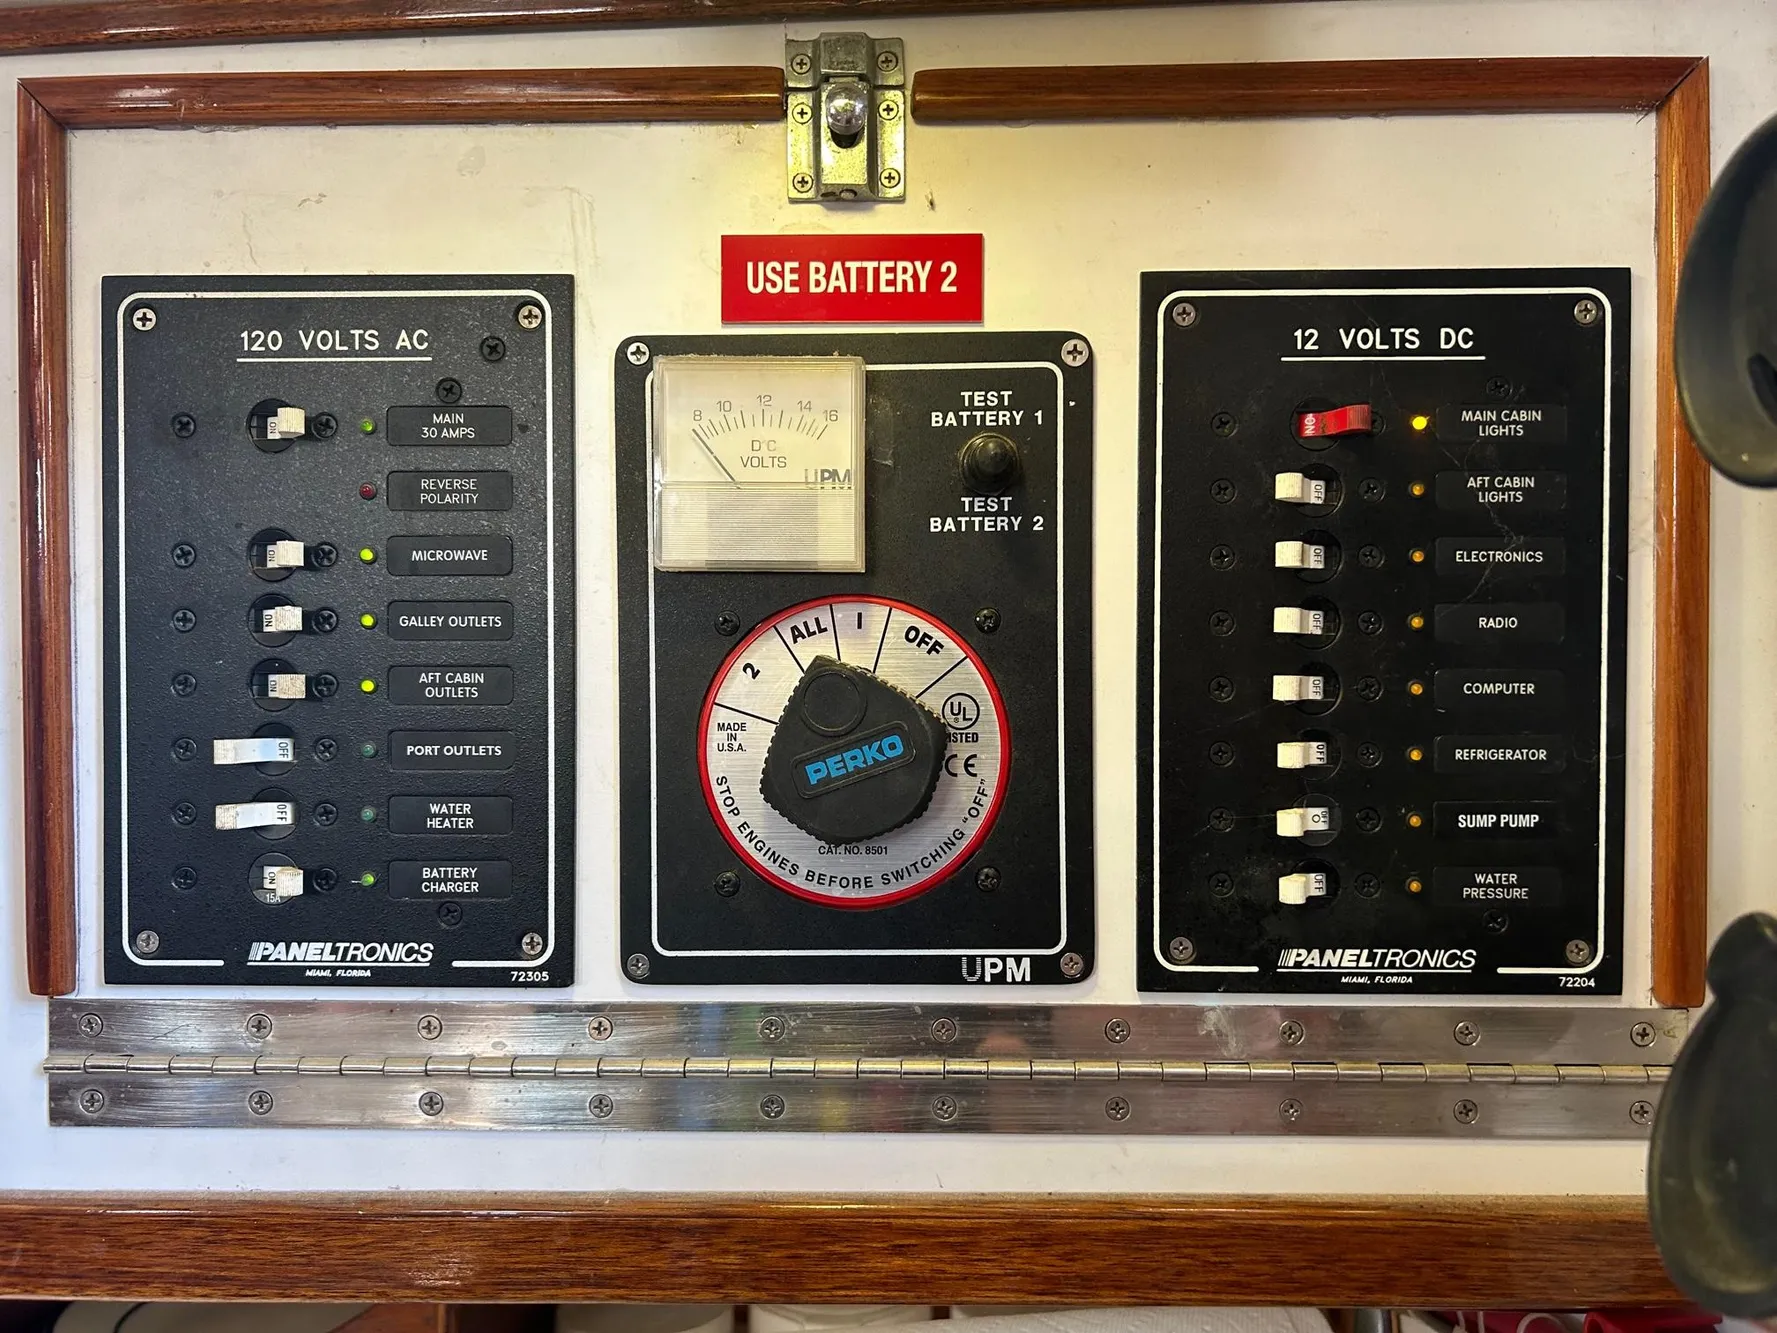 USE BATTERY 2
120 VOLTS AC
ON
MAIN
30 AMPS
REVERSE
POLARITY
ON
MICROWAVE
ON
GALLEY OUTLETS
ON
AFT CABIN
OUTLETS
OFF
PORT OUTLETS
OFF
WATER
HEATER
ON
15A
BATTERY
CHARGER
PANELTRONICS
MIAMI, FLORIDA
72305
8 10 12 14 16
DC
VOLTS
UPM
TEST
BATTERY 1
TEST
BATTERY 2
2 ALL I OFF
MADE
IN
U.S.A.
UL
LISTED
CE
PERKO
CAT. NO. 8501
STOP ENGINES BEFORE SWITCHING "OFF"
UPM
12 VOLTS DC
ON
MAIN CABIN
LIGHTS
OFF
AFT CABIN
LIGHTS
OFF
ELECTRONICS
OFF
RADIO
OFF
COMPUTER
OFF
REFRIGERATOR
OFF
SUMP PUMP
OFF
WATER
PRESSURE
PANELTRONICS
MIAMI, FLORIDA
72204